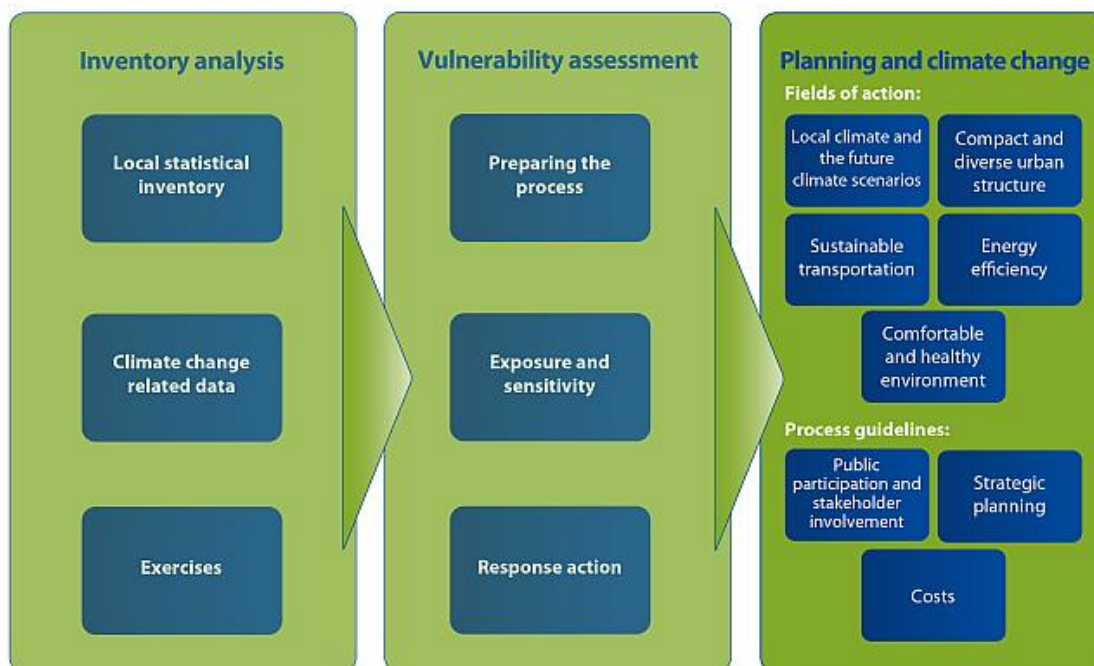 Inventory analysis
Local statistical
inventory
Climate change
related data
Exercises
Vulnerability assessment
Preparing the
process
Exposure and
sensitivity
Response action
Planning and climate change
Fields of action:
Local climate and
the future
climate scenarios
Compact and
diverse urban
structure
Sustainable
transportation
Energy
efficiency
Comfortable
and healthy
environment
Process guidelines:
Public
participation and
stakeholder
involvement
Strategic
planning
Costs